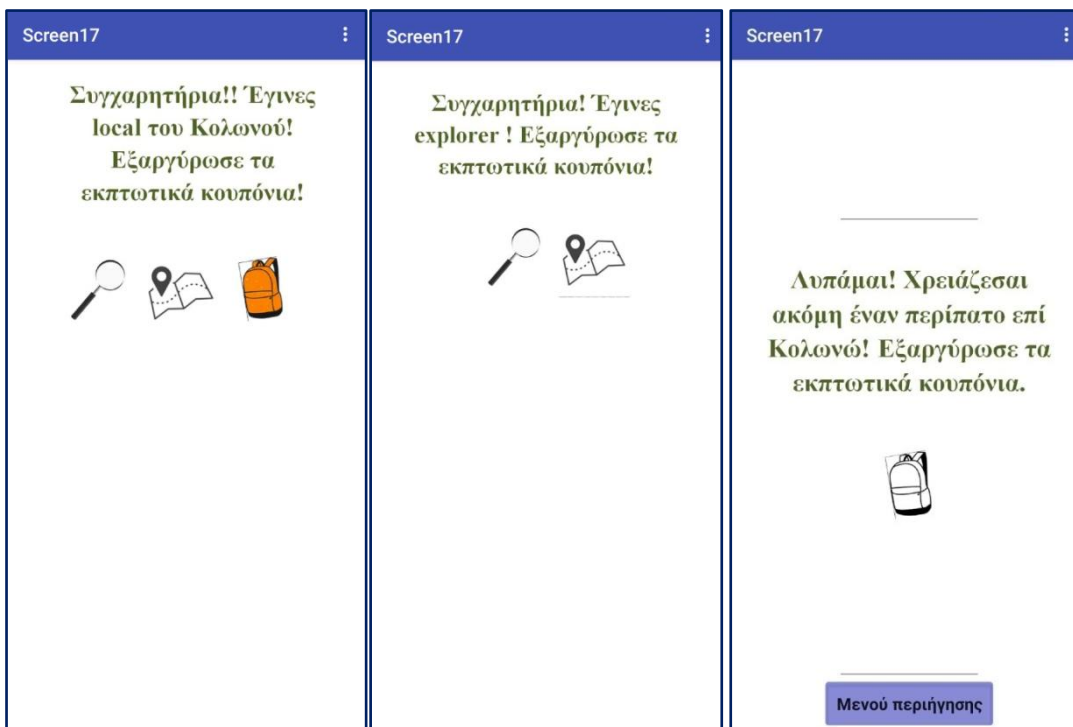 Screen17
Συγχαρητήρια!! Έγινες
local του Κολωνού!
Εξαργύρωσε τα
εκπτωτικά κουπόνια!
Screen17
Συγχαρητήρια! Έγινες
explorer ! Εξαργύρωσε τα
εκπτωτικά κουπόνια!
Screen17
Λυπάμαι! Χρειάζεσαι
ακόμη έναν περίπατο επί
Κολωνώ! Εξαργύρωσε τα
εκπτωτικά κουπόνια.
Μενού περιήγησης